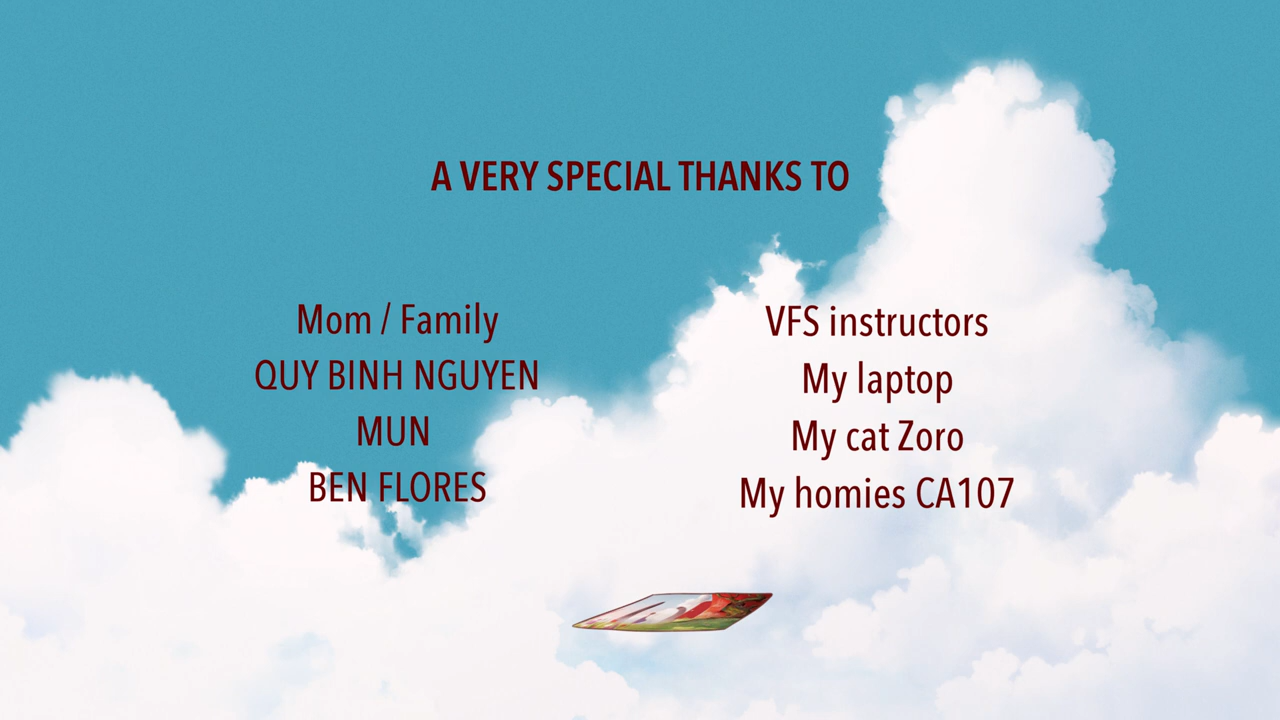 A VERY SPECIAL THANKS TO
Mom / Family
QUY BINH NGUYEN
MUN
BEN FLORES
VFS instructors
My laptop
My cat Zoro
My homies CA107